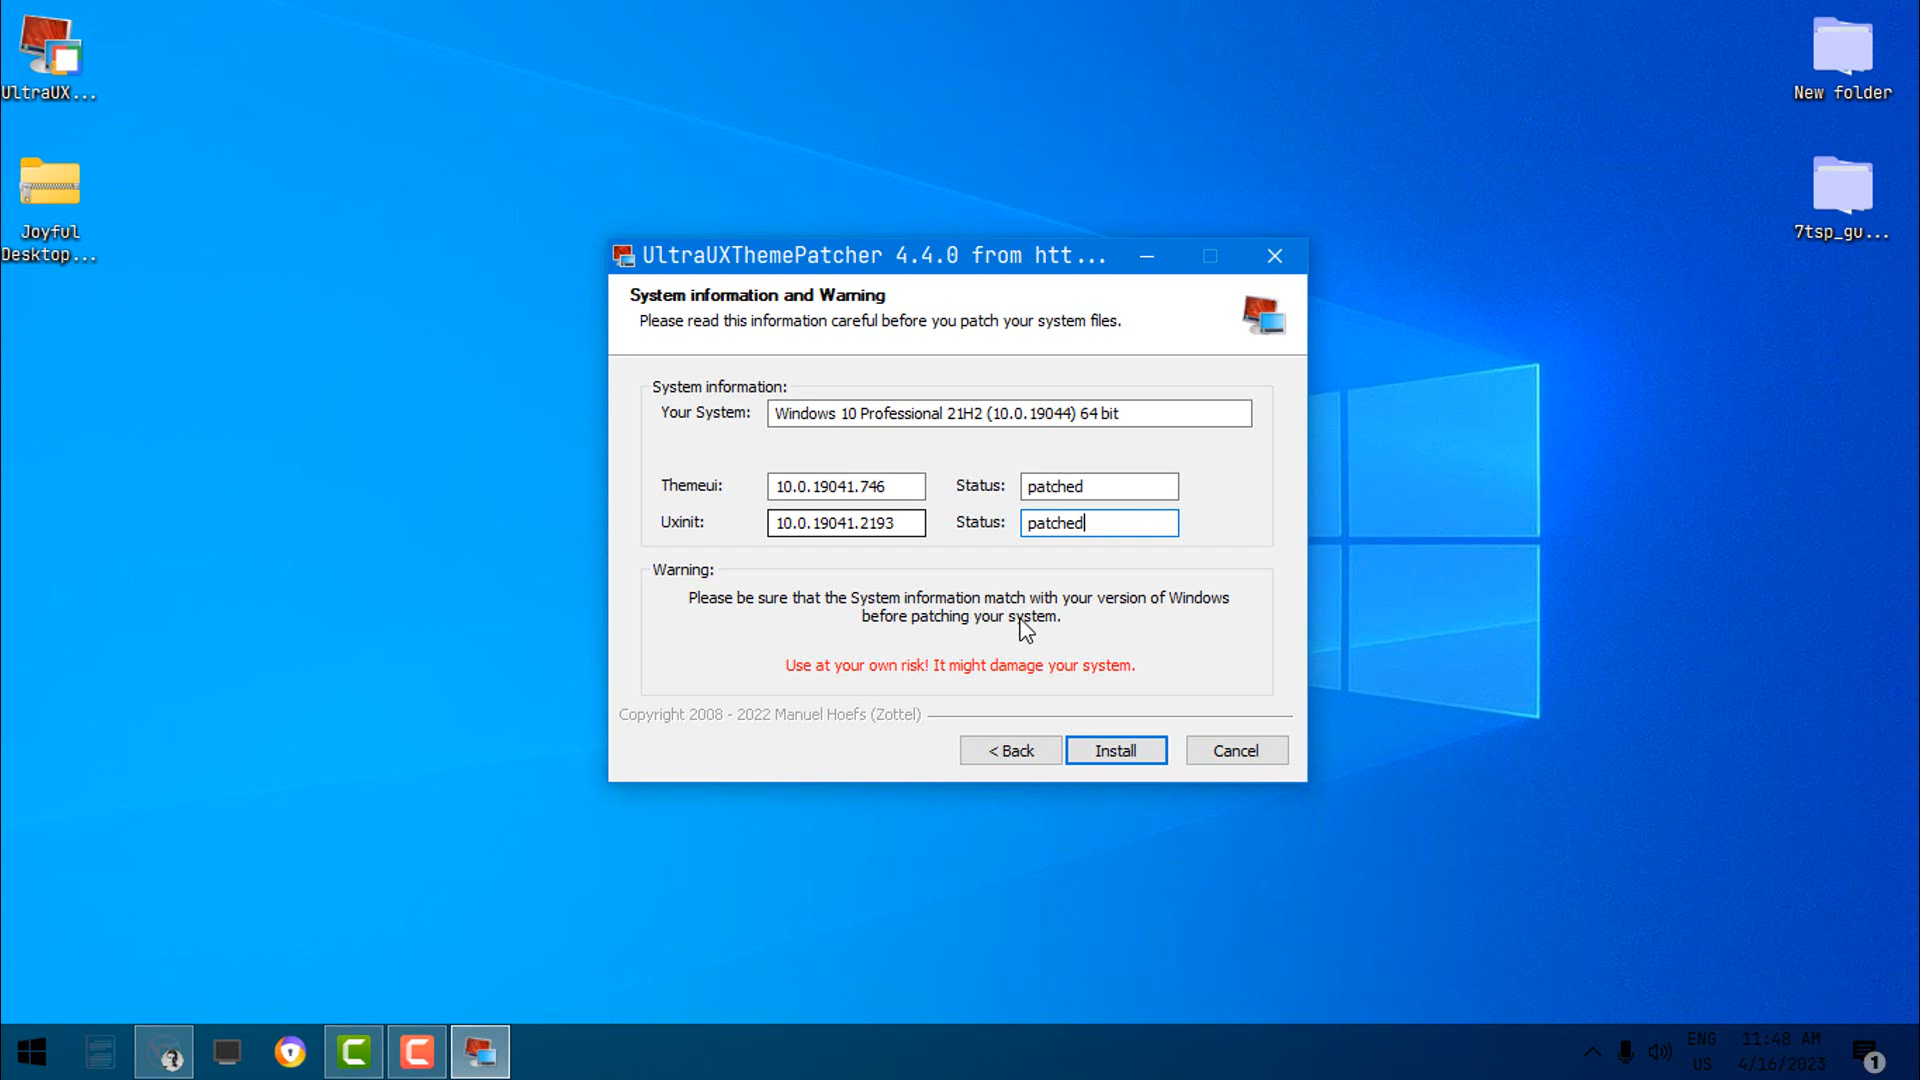 UltraUX...
Joyful
Desktop ...
New folder
7tsp_gu...
UltraUXThemePatcher 4.4.0 from htt...
System information and Warning
Please read this information careful before you patch your system files.
System information:
Your System: Windows 10 Professional 21H2 (10.0.19044) 64 bit
Themeui: 10.0.19041.746 Status: patched
Uxinit: 10.0.19041.2193 Status: patched
Warning:
Please be sure that the System information match with your version of Windows
before patching your system.
Use at your own risk! It might damage your system.
Copyright 2008 - 2022 Manuel Hoefs (Zottel)
< Back Install Cancel
ENG
US
11:48 AM
4/16/2023
1